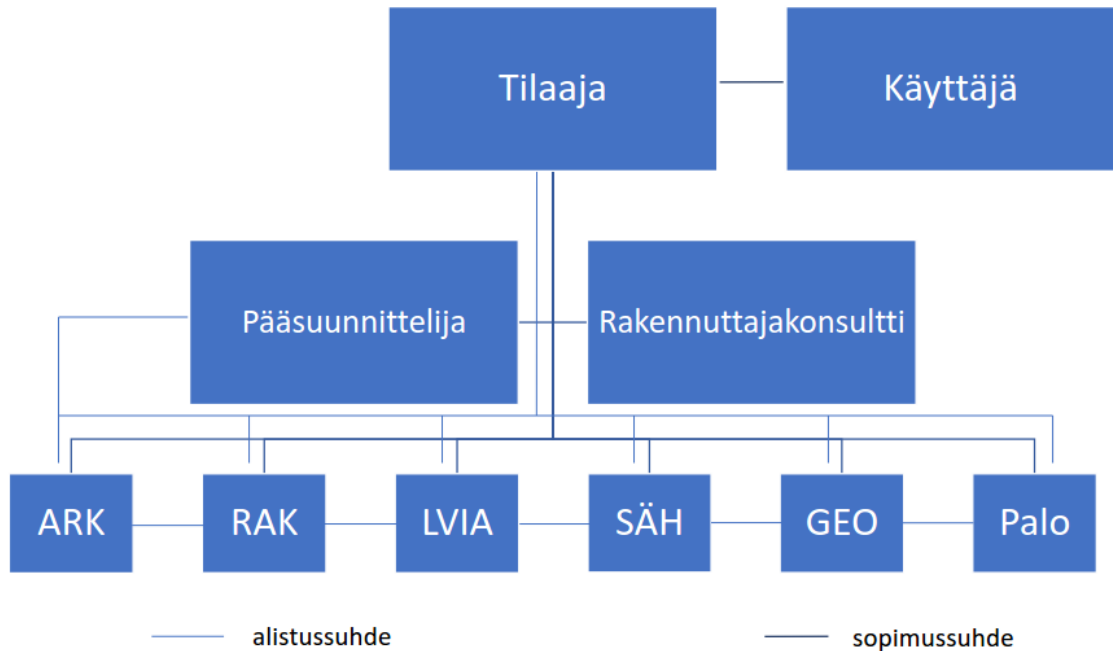 Tilaaja
Käyttäjä
Pääsuunnittelija
Rakennuttajakonsultti
ARK
RAK
LVIA
SÄH
GEO
Palo
alistussuhde
sopimussuhde